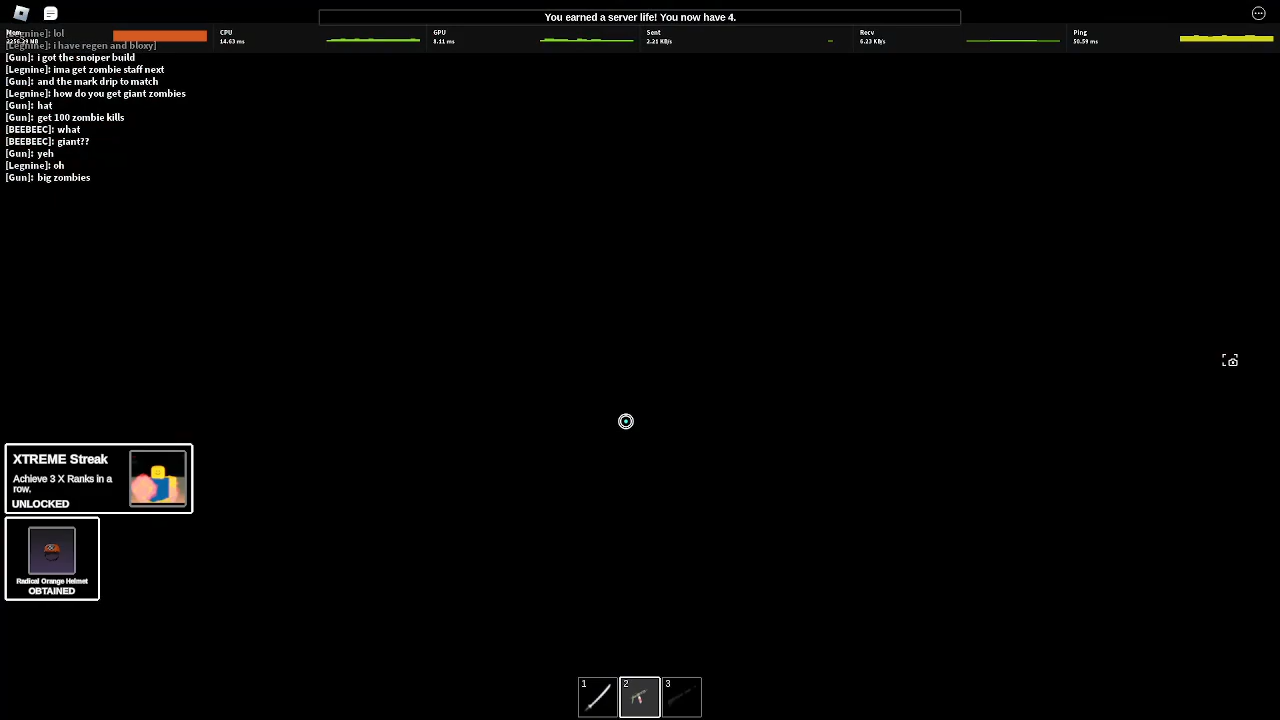 You earned a server life! You now have 4.
Mem
CPU
14.63 ms
GPU
8.11 ms
Sent
2.21 KB/s
Recv
6.23 KB/s
Ping
50.59 ms
[Legnine]: lol
[Legnine]: i have regen and bloxy]
[Gun]: i got the snoiper build
[Legnine]: ima get zombie staff next
[Gun]: and the mark drip to match
[Legnine]: how do you get giant zombies
[Gun]: hat
[Gun]: get 100 zombie kills
[BEEBEEC]: what
[BEEBEEC]: giant??
[Gun]: yeh
[Legnine]: oh
[Gun]: big zombies
XTREME Streak
Achieve 3 X Ranks in a
row.
UNLOCKED
Radical Orange Helmet
OBTAINED
1
2
3